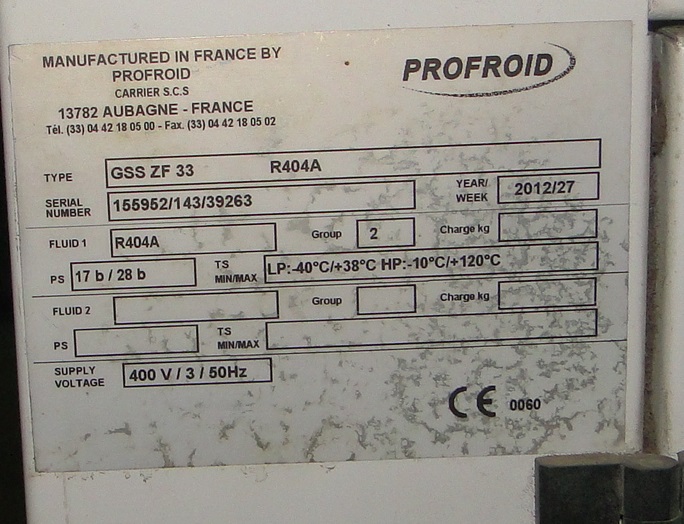 MANUFACTURED IN FRANCE BY
PROFROID
CARRIER S.C.S
13782 AUBAGNE - FRANCE
Tél. (33) 04 42 18 05 00 - Fax. (33) 04 42 18 05 02
PROFROID
TYPE GSS ZF 33 R404A
SERIAL NUMBER 155952/143/39263 YEAR/ WEEK 2012/27
FLUID 1 R404A Group 2 Charge kg
PS 17 b / 28 b TS MIN/MAX LP:-40°C/+38°C HP:-10°C/+120°C
FLUID 2 Group Charge kg
PS TS MIN/MAX
SUPPLY VOLTAGE 400 V / 3 / 50Hz
CE 0060